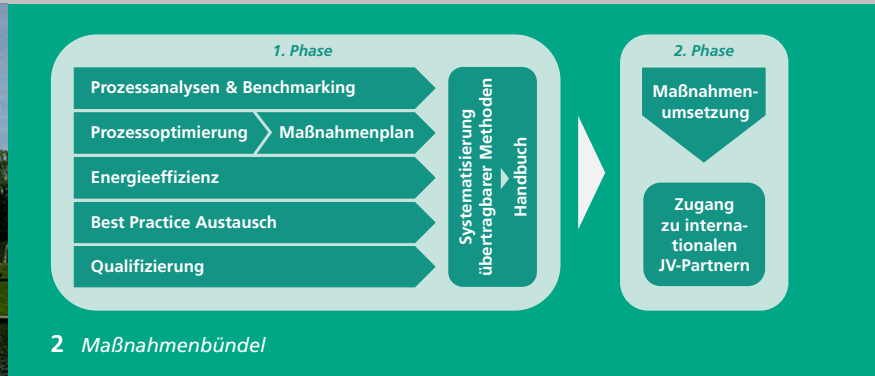 1. Phase
Prozessanalysen & Benchmarking
Prozessoptimierung
Maßnahmenplan
Energieeffizienz
Best Practice Austausch
Qualifizierung
Systematisierung
übertragbarer Methoden
Handbuch
2. Phase
Maßnahmen-
umsetzung
Zugang
zu interna-
tionalen
JV-Partnern
2 Maßnahmenbündel